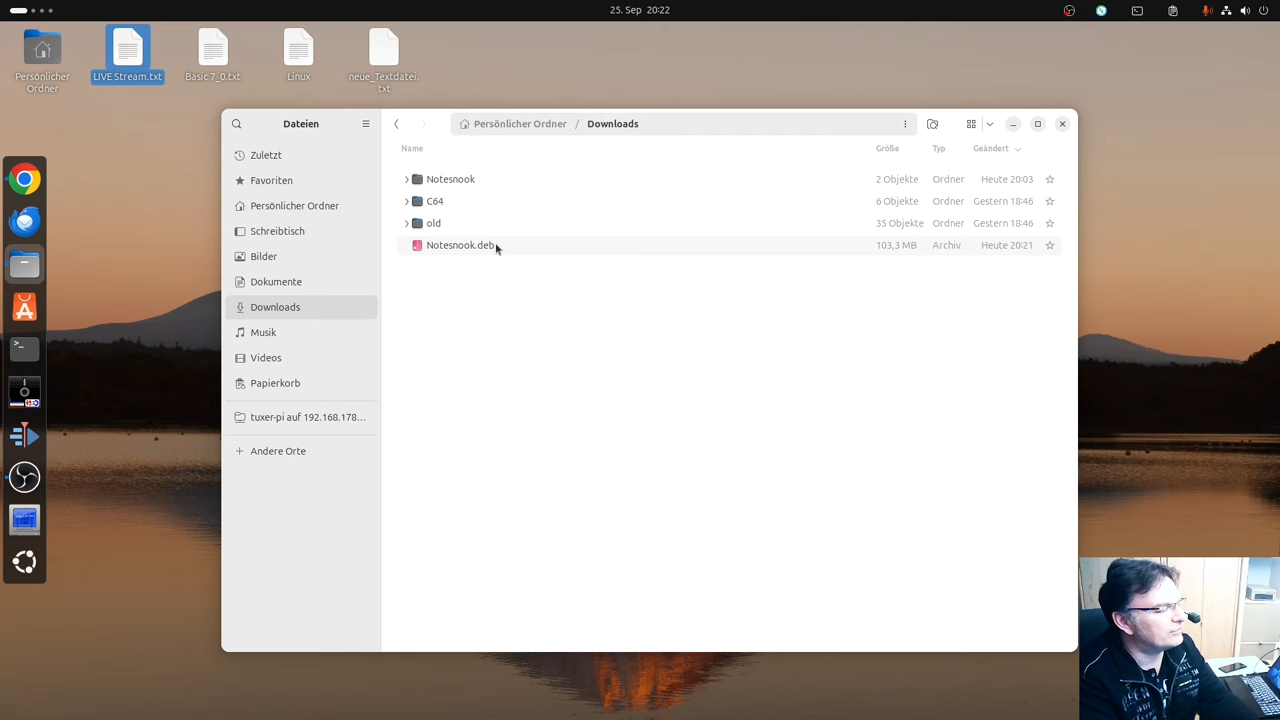 25. Sep 20:22
Persönlicher
Ordner
LIVE Stream.txt
Basic 7_0.txt
Linux
neue_Textdatei.
txt
Dateien
Persönlicher Ordner / Downloads
Zuletzt
Favoriten
Persönlicher Ordner
Schreibtisch
Bilder
Dokumente
Downloads
Musik
Videos
Papierkorb
tuxer-pi auf 192.168.178…
Andere Orte
Name Größe Typ Geändert
Notesnook 2 Objekte Ordner Heute 20:03
C64 6 Objekte Ordner Gestern 18:46
old 35 Objekte Ordner Gestern 18:46
Notesnook.deb 103,3 MB Archiv Heute 20:21